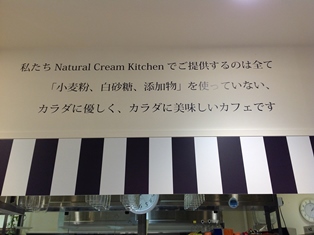 私たち Natural Cream Kitchen でご提供するのは全て
「小麦粉、白砂糖、添加物」を使っていない、
カラダに優しく、カラダに美味しいカフェです